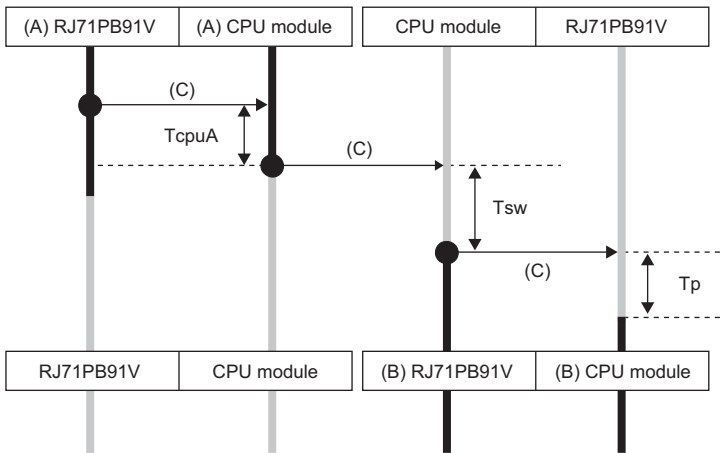 (A) RJ71PB91V
(A) CPU module
CPU module
RJ71PB91V
(C)
TcpuA
(C)
Tsw
(C)
Tp
RJ71PB91V
CPU module
(B) RJ71PB91V
(B) CPU module